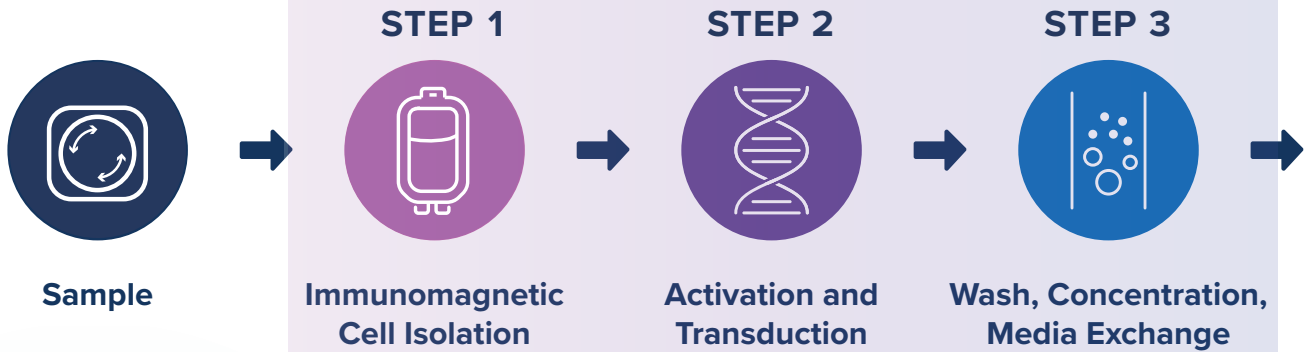 STEP 1
STEP 2
STEP 3
Sample
Immunomagnetic
Cell Isolation
Activation and
Transduction
Wash, Concentration,
Media Exchange